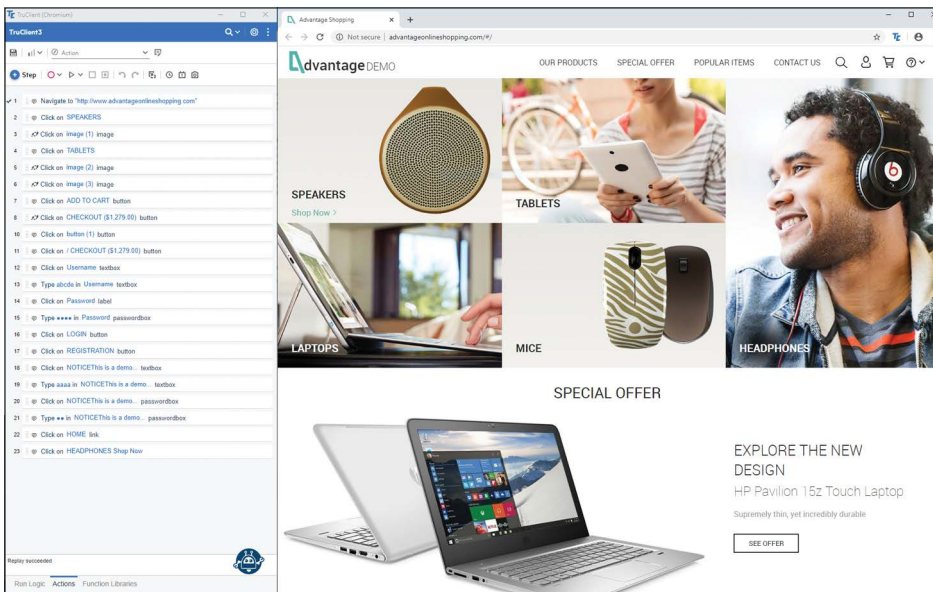 TruClient (Chromium)
TruClient3
Action
Step
1 Navigate to "http://www.advantageonlineshopping.com"
2 Click on SPEAKERS
3 Click on image (1) image
4 Click on TABLETS
5 Click on image (2) image
6 Click on image (3) image
7 Click on ADD TO CART button
8 Click on CHECKOUT ($1,279.00) button
10 Click on button (1) button
11 Click on / CHECKOUT ($1,279.00) button
12 Click on Username textbox
13 Type abcde in Username textbox
14 Click on Password label
15 Type •••• in Password passwordbox
16 Click on LOGIN button
17 Click on REGISTRATION button
18 Click on NOTICEThis is a demo... textbox
19 Type aaaa in NOTICEThis is a demo... textbox
20 Click on NOTICEThis is a demo... passwordbox
21 Type •• in NOTICEThis is a demo... passwordbox
22 Click on HOME link
23 Click on HEADPHONES Shop Now
Replay succeeded
Run Logic Actions Function Libraries
Advantage Shopping
Not secure | advantageonlineshopping.com/#/
dvantage DEMO
OUR PRODUCTS SPECIAL OFFER POPULAR ITEMS CONTACT US
SPEAKERS
Shop Now >
TABLETS
LAPTOPS
MICE
HEADPHONES
SPECIAL OFFER
EXPLORE THE NEW
DESIGN
HP Pavilion 15z Touch Laptop
Supremely thin, yet incredibly durable
SEE OFFER